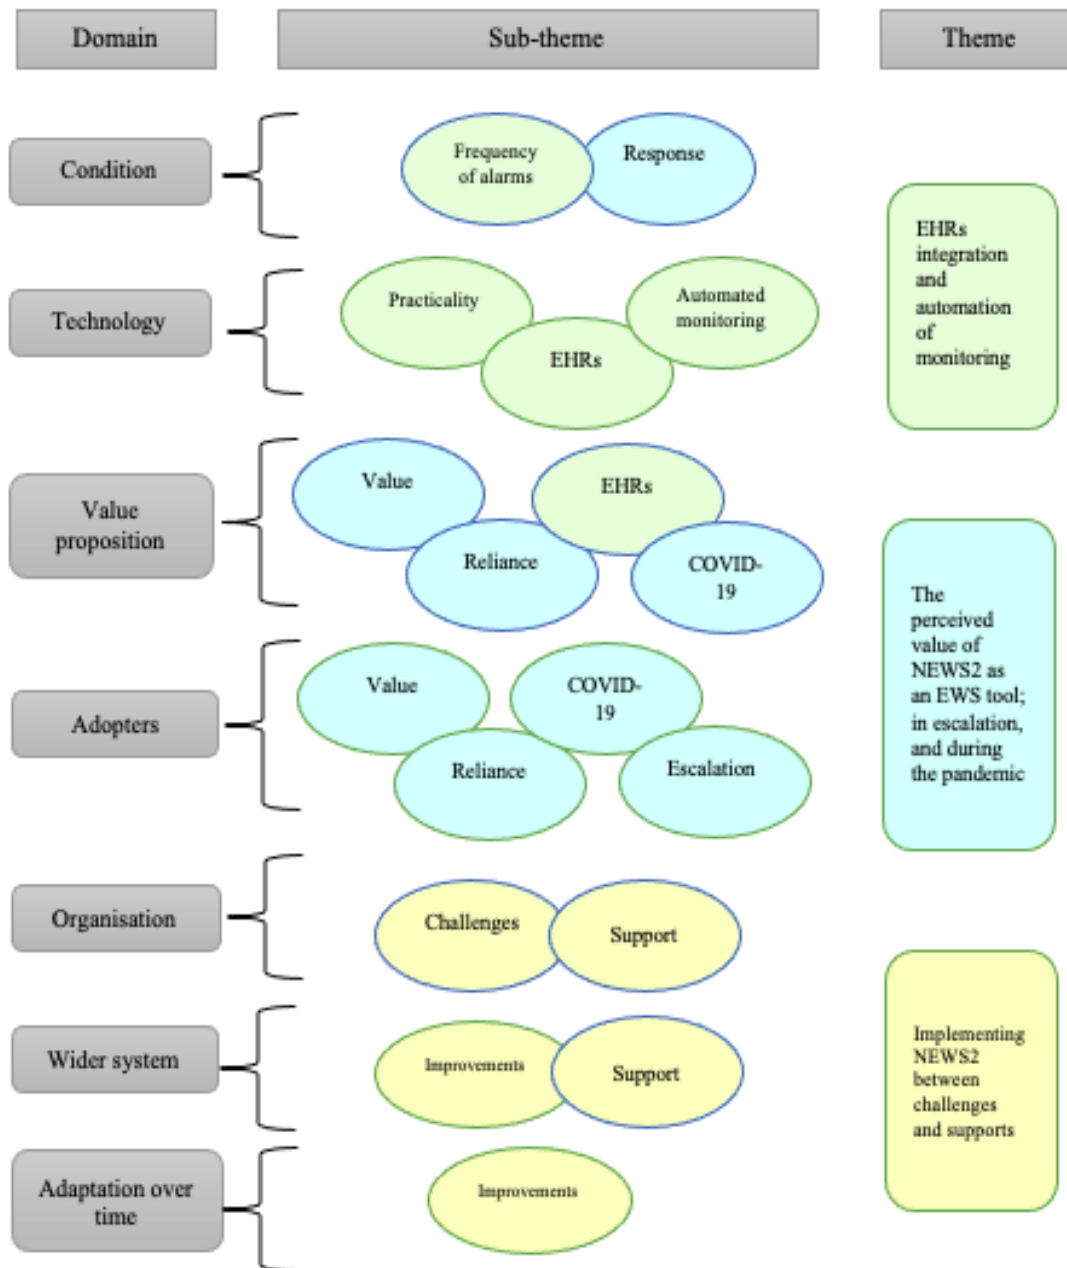 Domain
Sub-theme
Theme
Condition
Frequency
of alarms
Response
Technology
Practicality
EHRs
Automated
monitoring
Value
proposition
Value
Reliance
EHRs
COVID-
19
Adopters
Value
Reliance
COVID-
19
Escalation
Organisation
Challenges
Support
Wider system
Improvements
Support
Adaptation over
time
Improvements
EHRs
integration
and
automation
of
monitoring
The
perceived
value of
NEWS2 as
an EWS tool;
in escalation,
and during
the pandemic
Implementing
NEWS2
between
challenges
and supports